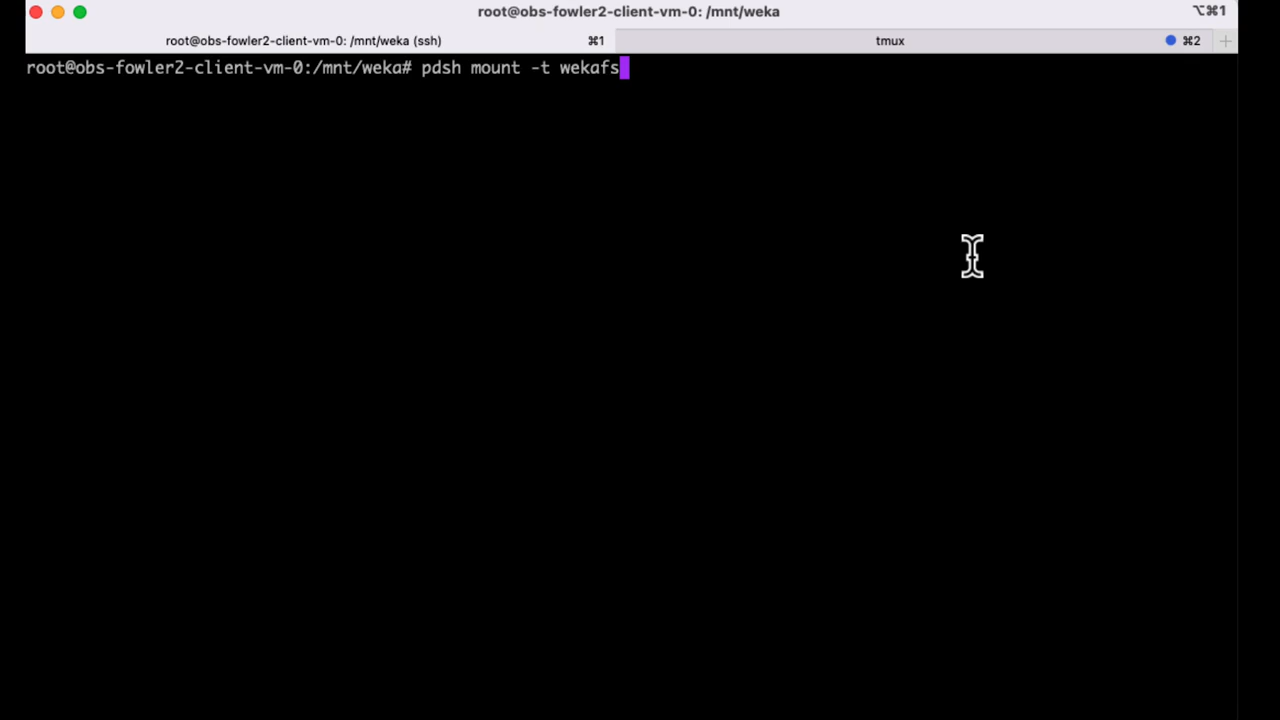 root@obs-fowler2-client-vm-0: /mnt/weka
⌥⌘1
root@obs-fowler2-client-vm-0: /mnt/weka (ssh)
⌘1
tmux
⌘2
+
root@obs-fowler2-client-vm-0:/mnt/weka# pdsh mount -t wekafs